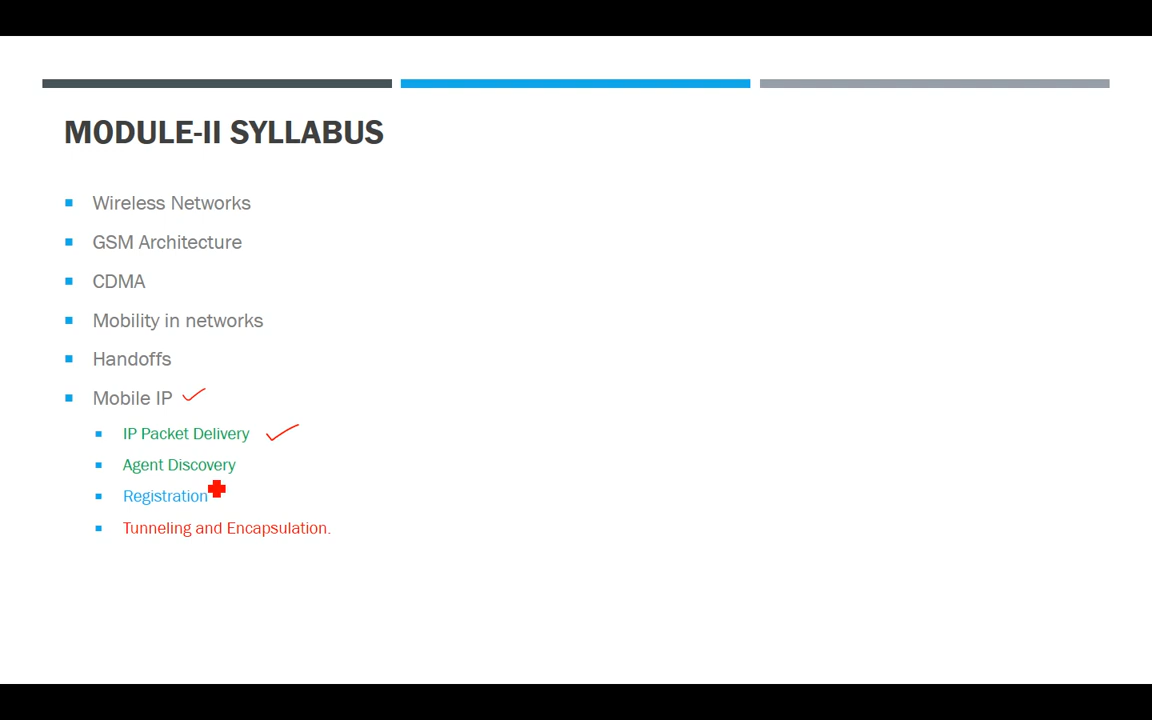 MODULE-II SYLLABUS
Wireless Networks
GSM Architecture
CDMA
Mobility in networks
Handoffs
Mobile IP
IP Packet Delivery
Agent Discovery
Registration
Tunneling and Encapsulation.